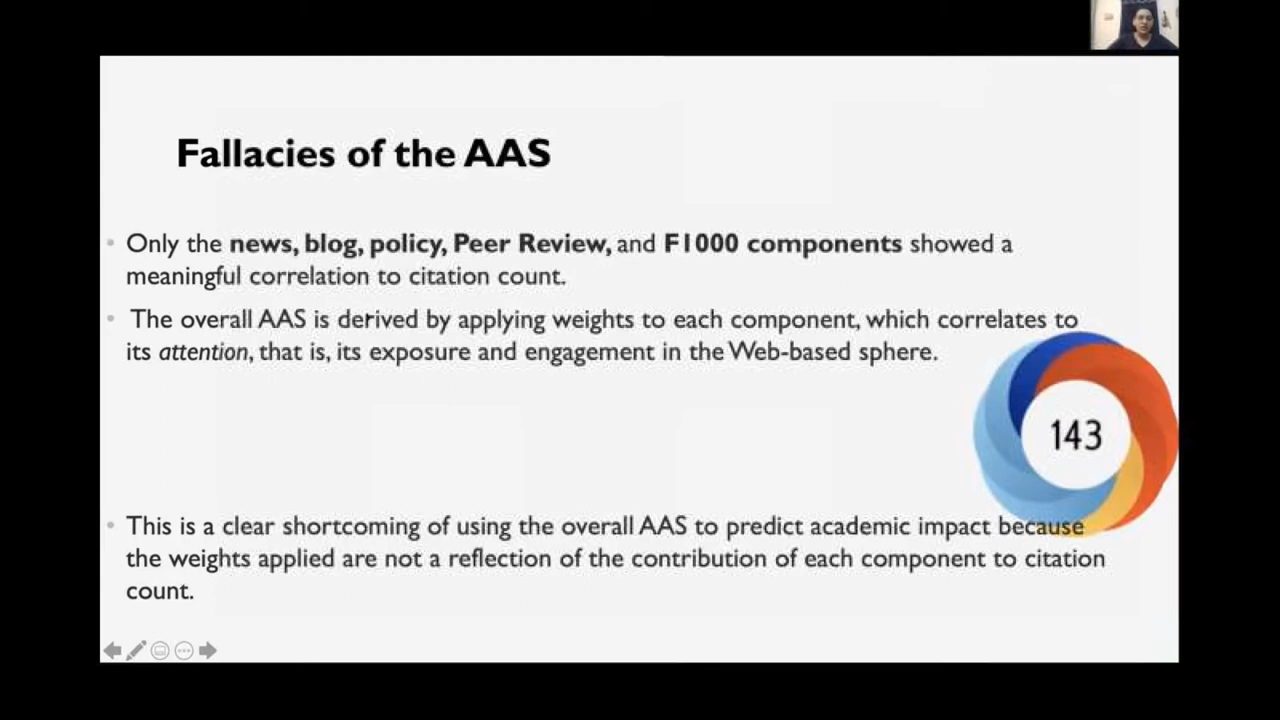 Fallacies of the AAS
• Only the news, blog, policy, Peer Review, and F1000 components showed a
meaningful correlation to citation count.
• The overall AAS is derived by applying weights to each component, which correlates to
its attention, that is, its exposure and engagement in the Web-based sphere.
143
• This is a clear shortcoming of using the overall AAS to predict academic impact because
the weights applied are not a reflection of the contribution of each component to citation
count.